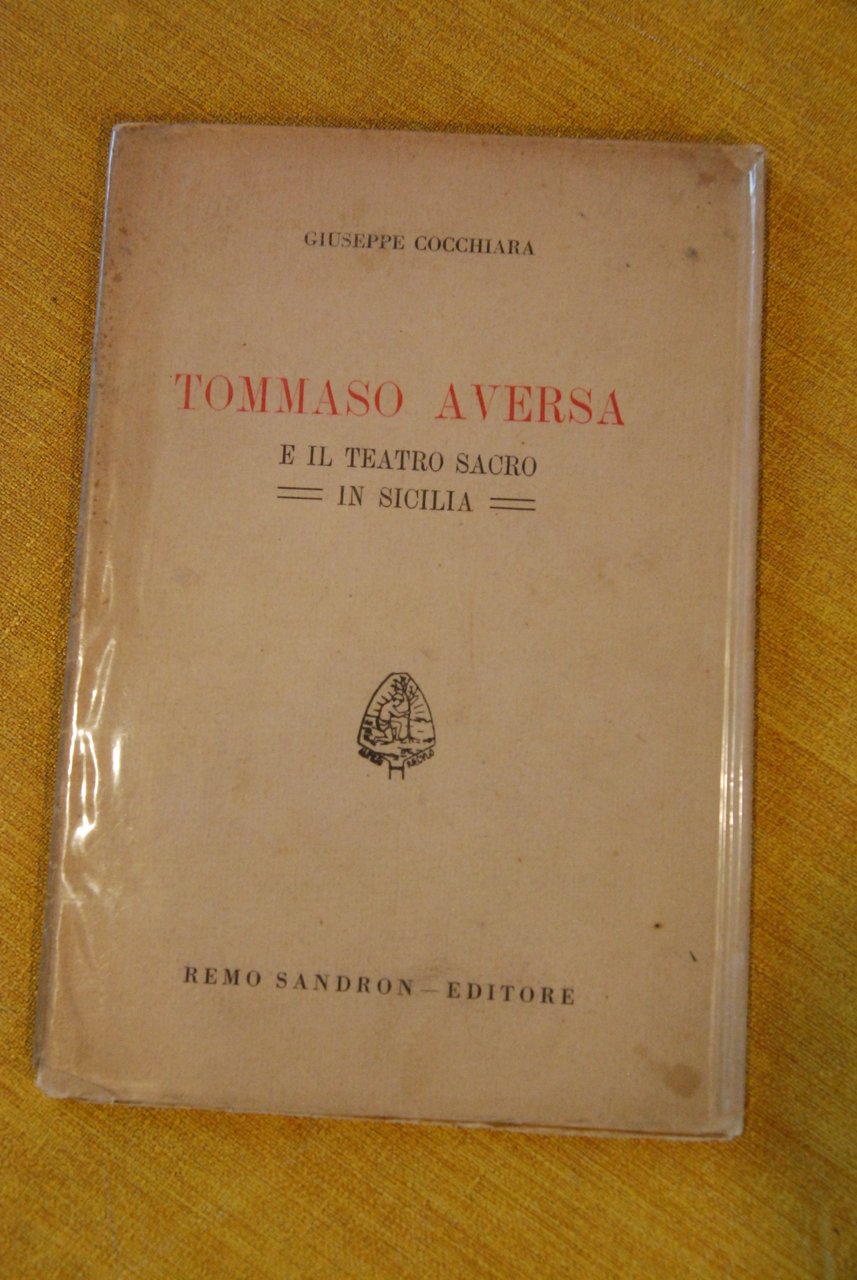 GIUSEPPE COCCHIARA
TOMMASO AVERSA
E IL TEATRO SACRO
IN SICILIA
REMO SANDRON — EDITORE